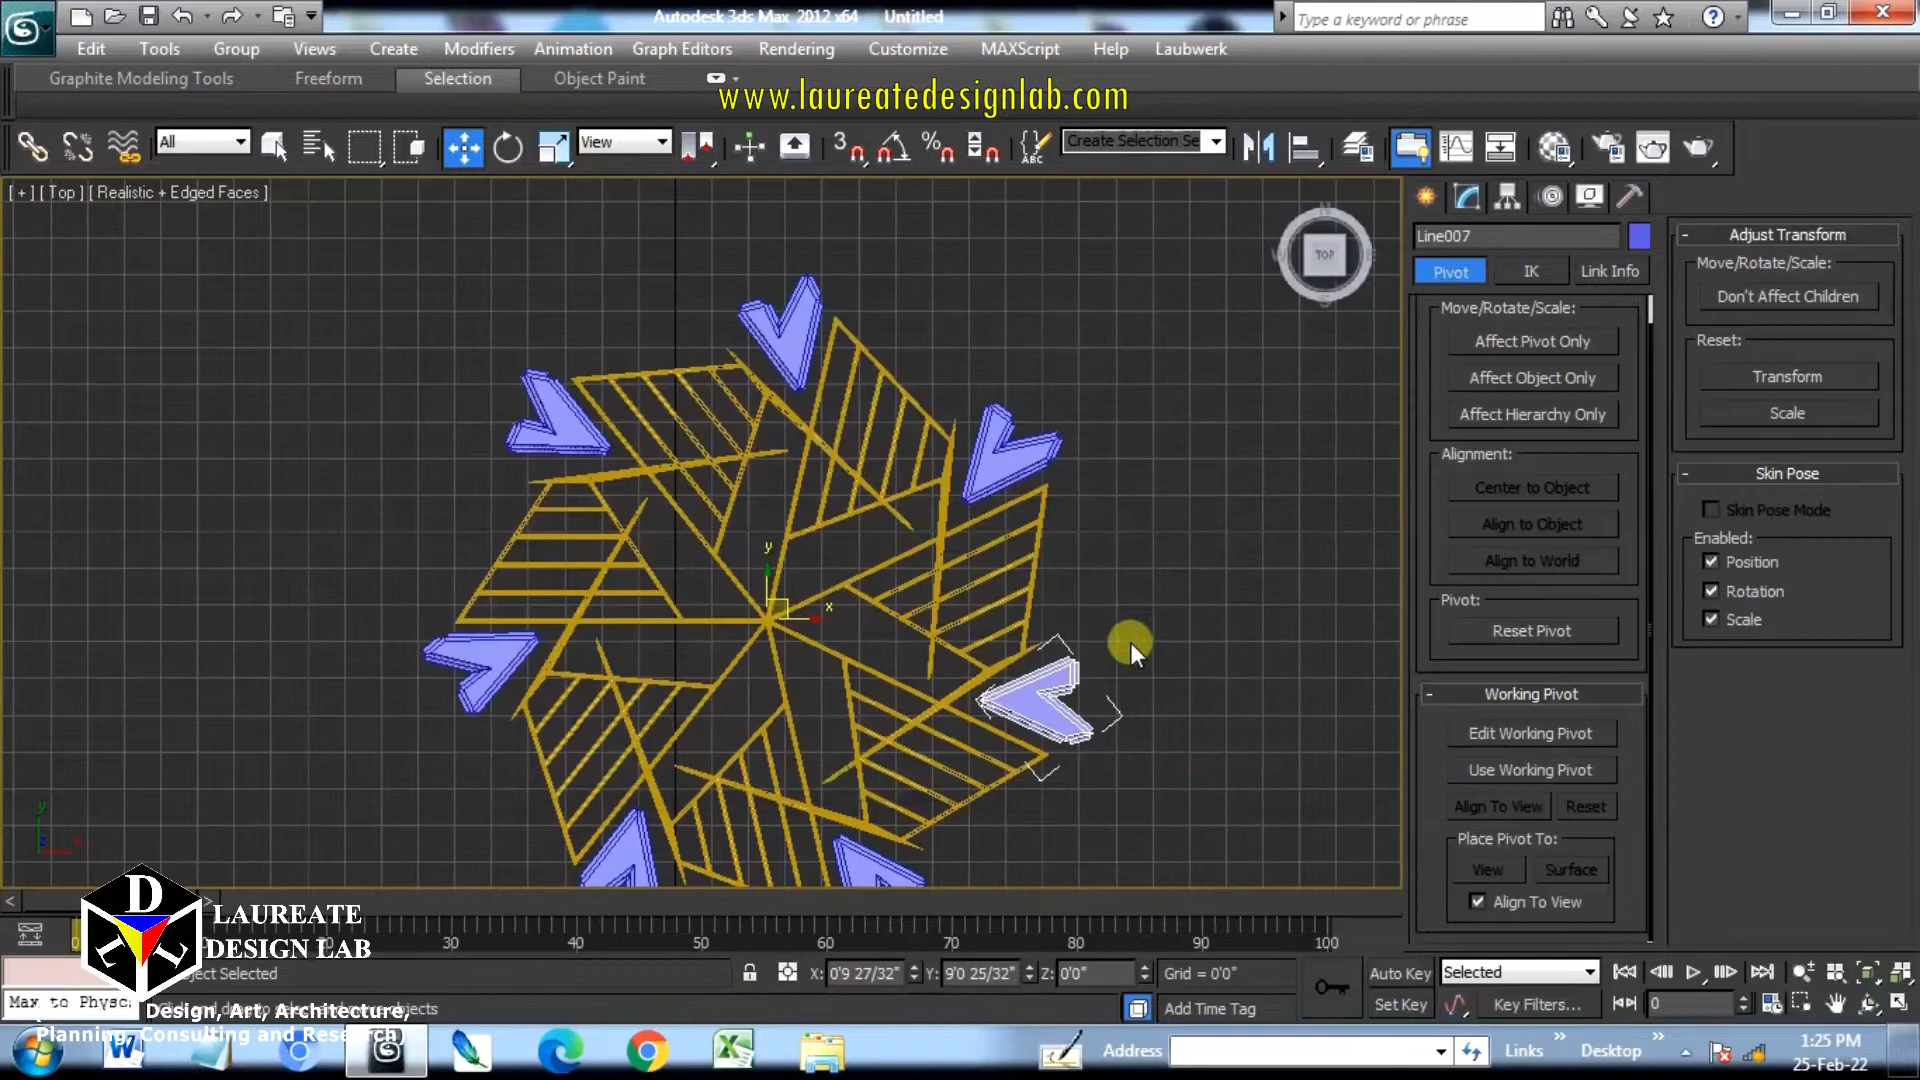 Autodesk 3ds Max 2012 x64 Untitled
Type a keyword or phrase
Edit Tools Group Views Create Modifiers Animation Graph Editors Rendering Customize MAXScript Help Laubwerk
Graphite Modeling Tools Freeform Selection Object Paint
www.laureatedesignlab.com
All View Create Selection Se
[ + ] [ Top ] [ Realistic + Edged Faces ]
TOP
Line007
Pivot IK Link Info
Move/Rotate/Scale:
Affect Pivot Only
Affect Object Only
Affect Hierarchy Only
Alignment:
Center to Object
Align to Object
Align to World
Pivot:
Reset Pivot
Working Pivot
Edit Working Pivot
Use Working Pivot
Align To View Reset
Place Pivot To:
View Surface
Align To View
Adjust Transform
Move/Rotate/Scale:
Don't Affect Children
Reset:
Transform
Scale
Skin Pose
Skin Pose Mode
Enabled:
Position
Rotation
Scale
y
x
LAUREATE
DESIGN LAB
Design, Art, Architecture,
Planning, Consulting and Research)
30 40 50 60 70 80 90 100
ject Selected
X: 0'9 27/32" Y: 9'0 25/32" Z: 0'0" Grid = 0'0"
Auto Key Selected
Max to Physc
Add Time Tag
Set Key Key Filters... 0
Address Links Desktop
1:25 PM
25-Feb-22